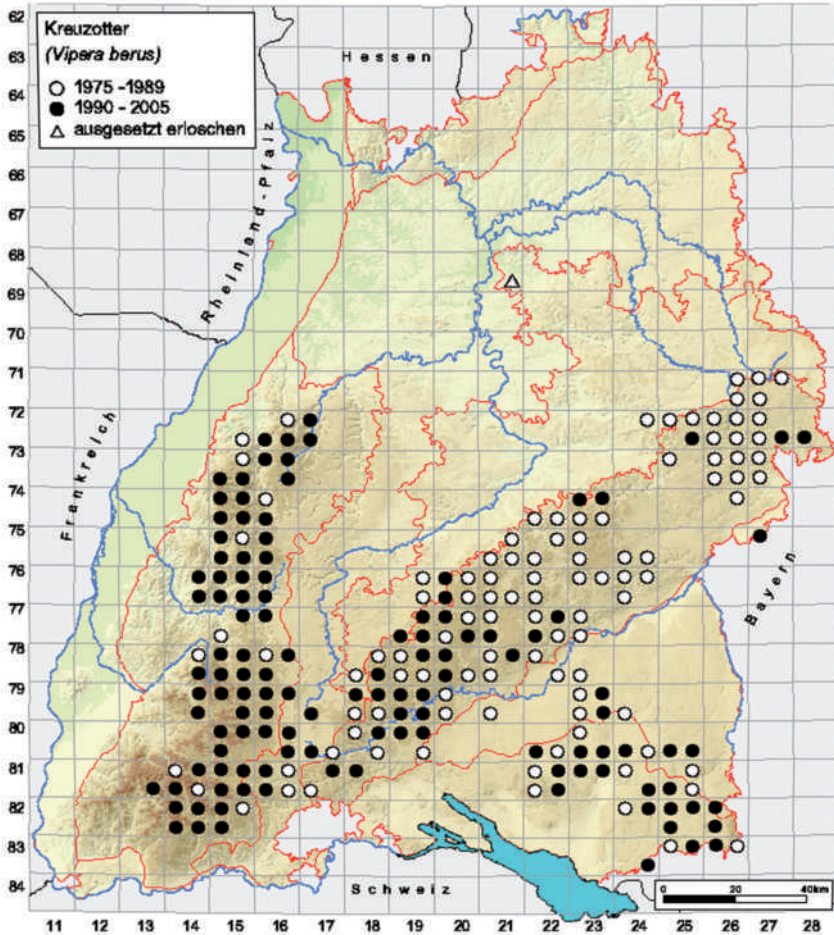 Kreuzotter
(Vipera berus)
1975 -1989
1990 - 2005
ausgesetzt erloschen
Hessen
Rheinland-Pfalz
Frankreich
Bayern
Schweiz
0 20 40km
62
63
64
65
66
67
68
69
70
71
72
73
74
75
76
77
78
79
80
81
82
83
84
11 12 13 14 15 16 17 18 19 20 21 22 23 24 25 26 27 28